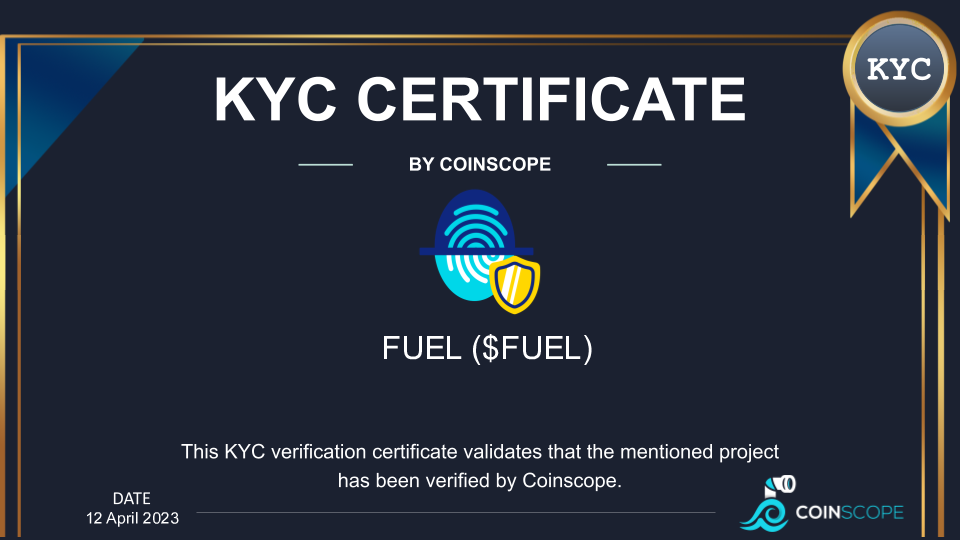 KYC
KYC CERTIFICATE
BY COINSCOPE
FUEL ($FUEL)
This KYC verification certificate validates that the mentioned project
has been verified by Coinscope.
DATE
12 April 2023
COINSCOPE